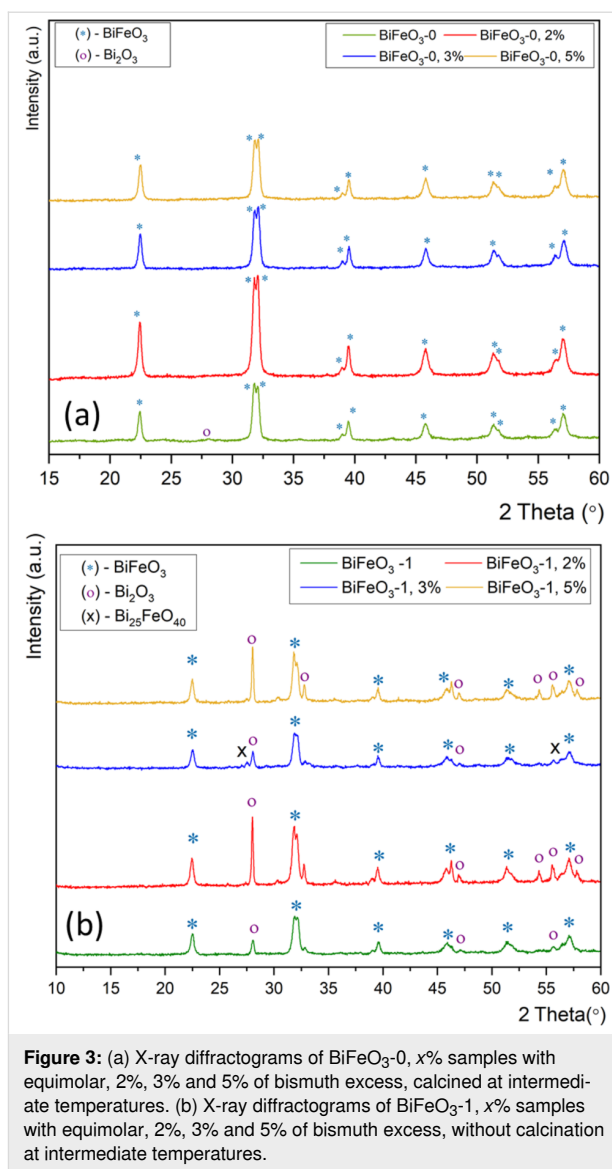 (*) - BiFeO₃
(o) - Bi₂O₃
BiFeO₃-0 BiFeO₃-0, 2%
BiFeO₃-0, 3% BiFeO₃-0, 5%
Intensity (a.u.)
(a)
o
15 20 25 30 35 40 45 50 55 60
2 Theta (°)
(*) - BiFeO₃
(o) - Bi₂O₃
(x) - Bi₂₅FeO₄₀
BiFeO₃ -1 BiFeO₃-1, 2%
BiFeO₃-1, 3% BiFeO₃-1, 5%
Intensity (a.u.)
* o * o * * o * o o * o
* x o * * * o * x *
* o * * * o * o o * o
* o * * * o * o *
(b)
10 15 20 25 30 35 40 45 50 55 60
2 Theta(°)
Figure 3: (a) X-ray diffractograms of BiFeO₃-0, x% samples with
equimolar, 2%, 3% and 5% of bismuth excess, calcined at intermedi-
ate temperatures. (b) X-ray diffractograms of BiFeO₃-1, x% samples
with equimolar, 2%, 3% and 5% of bismuth excess, without calcination
at intermediate temperatures.